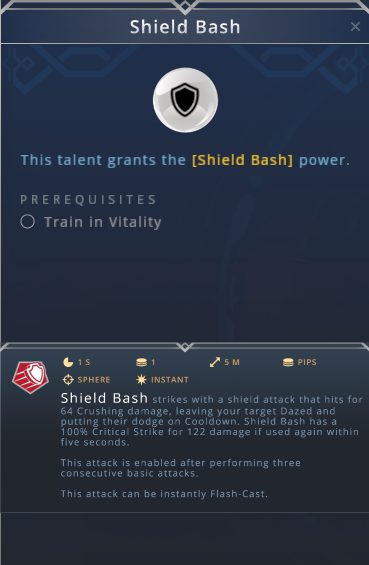 Shield Bash
This talent grants the [Shield Bash] power.
PREREQUISITES
Train in Vitality
1 S 1 5 M PIPS
SPHERE INSTANT
Shield Bash strikes with a shield attack that hits for
64 Crushing damage, leaving your target Dazed and
putting their dodge on Cooldown. Shield Bash has a
100% Critical Strike for 122 damage if used again within
five seconds.
This attack is enabled after performing three
consecutive basic attacks.
This attack can be instantly Flash-Cast.